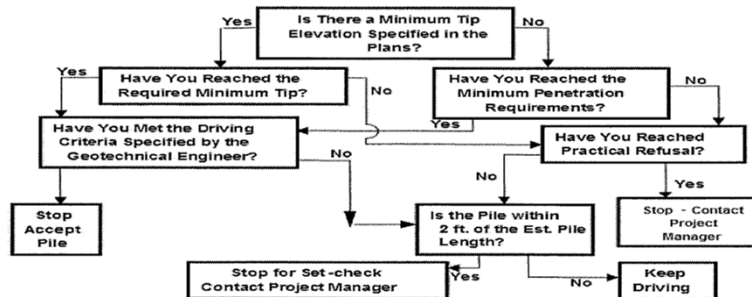 Is There a Minimum Tip
Elevation Specified in the
Plans?
Yes
No
Have You Reached the
Required Minimum Tip?
Have You Reached the
Minimum Penetration
Requirements?
Yes
No
No
Yes
Have You Met the Driving
Criteria Specified by the
Geotechnical Engineer?
Have You Reached
Practical Refusal?
No
No
Yes
Stop
Accept
Pile
Is the Pile within
2 ft. of the Est. Pile
Length?
Stop - Contact
Project
Manager
Yes
No
Stop for Set-check
Contact Project Manager
Keep
Driving